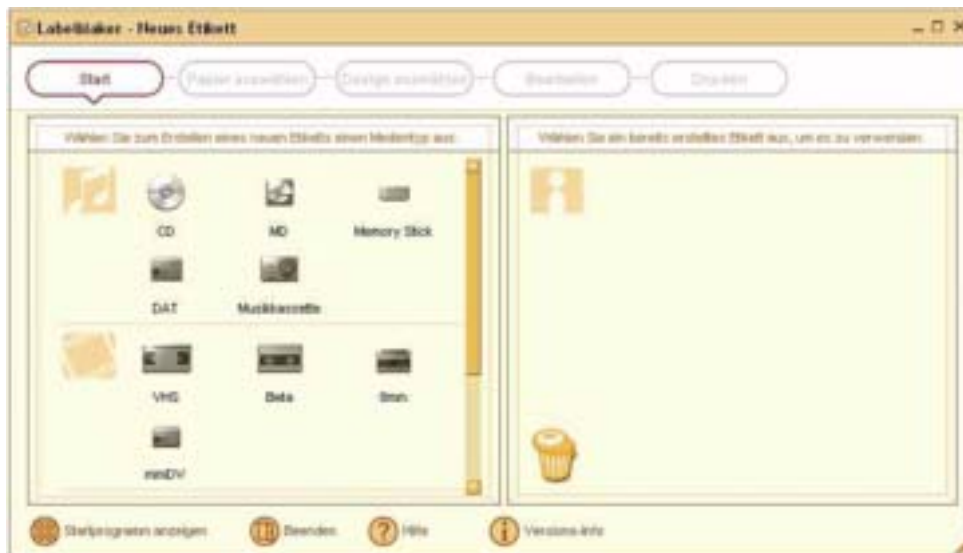 LabelMaker - Neues Etikett
Start
Papier auswählen
Design auswählen
Bearbeiten
Drucken
Wählen Sie zum Erstellen eines neuen Etiketts einen Medientyp aus.
Wählen Sie ein bereits erstelltes Etikett aus, um es zu verwenden.
CD MD Memory Stick
DAT Musikkassette
VHS Beta 8mm
miniDV
Startprogramm anzeigen Beenden Hilfe Versions-Info